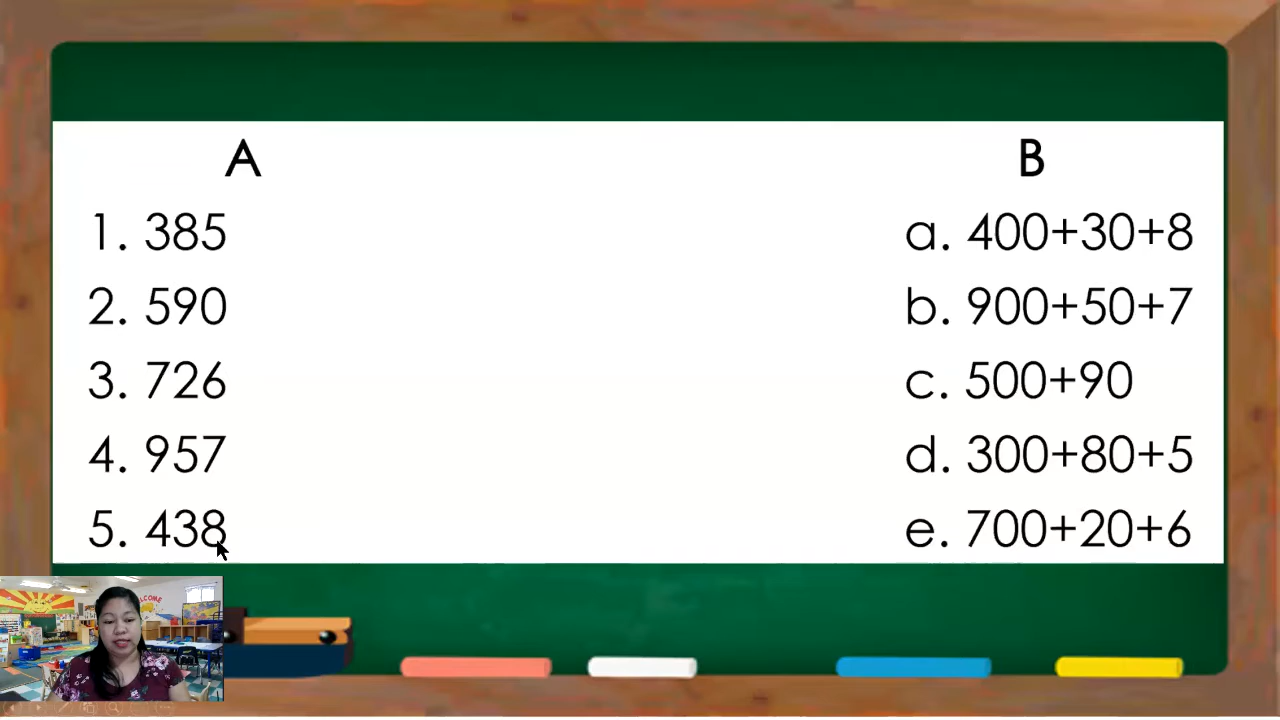 A
B
1. 385
a. 400+30+8
2. 590
b. 900+50+7
3. 726
c. 500+90
4. 957
d. 300+80+5
5. 438
e. 700+20+6